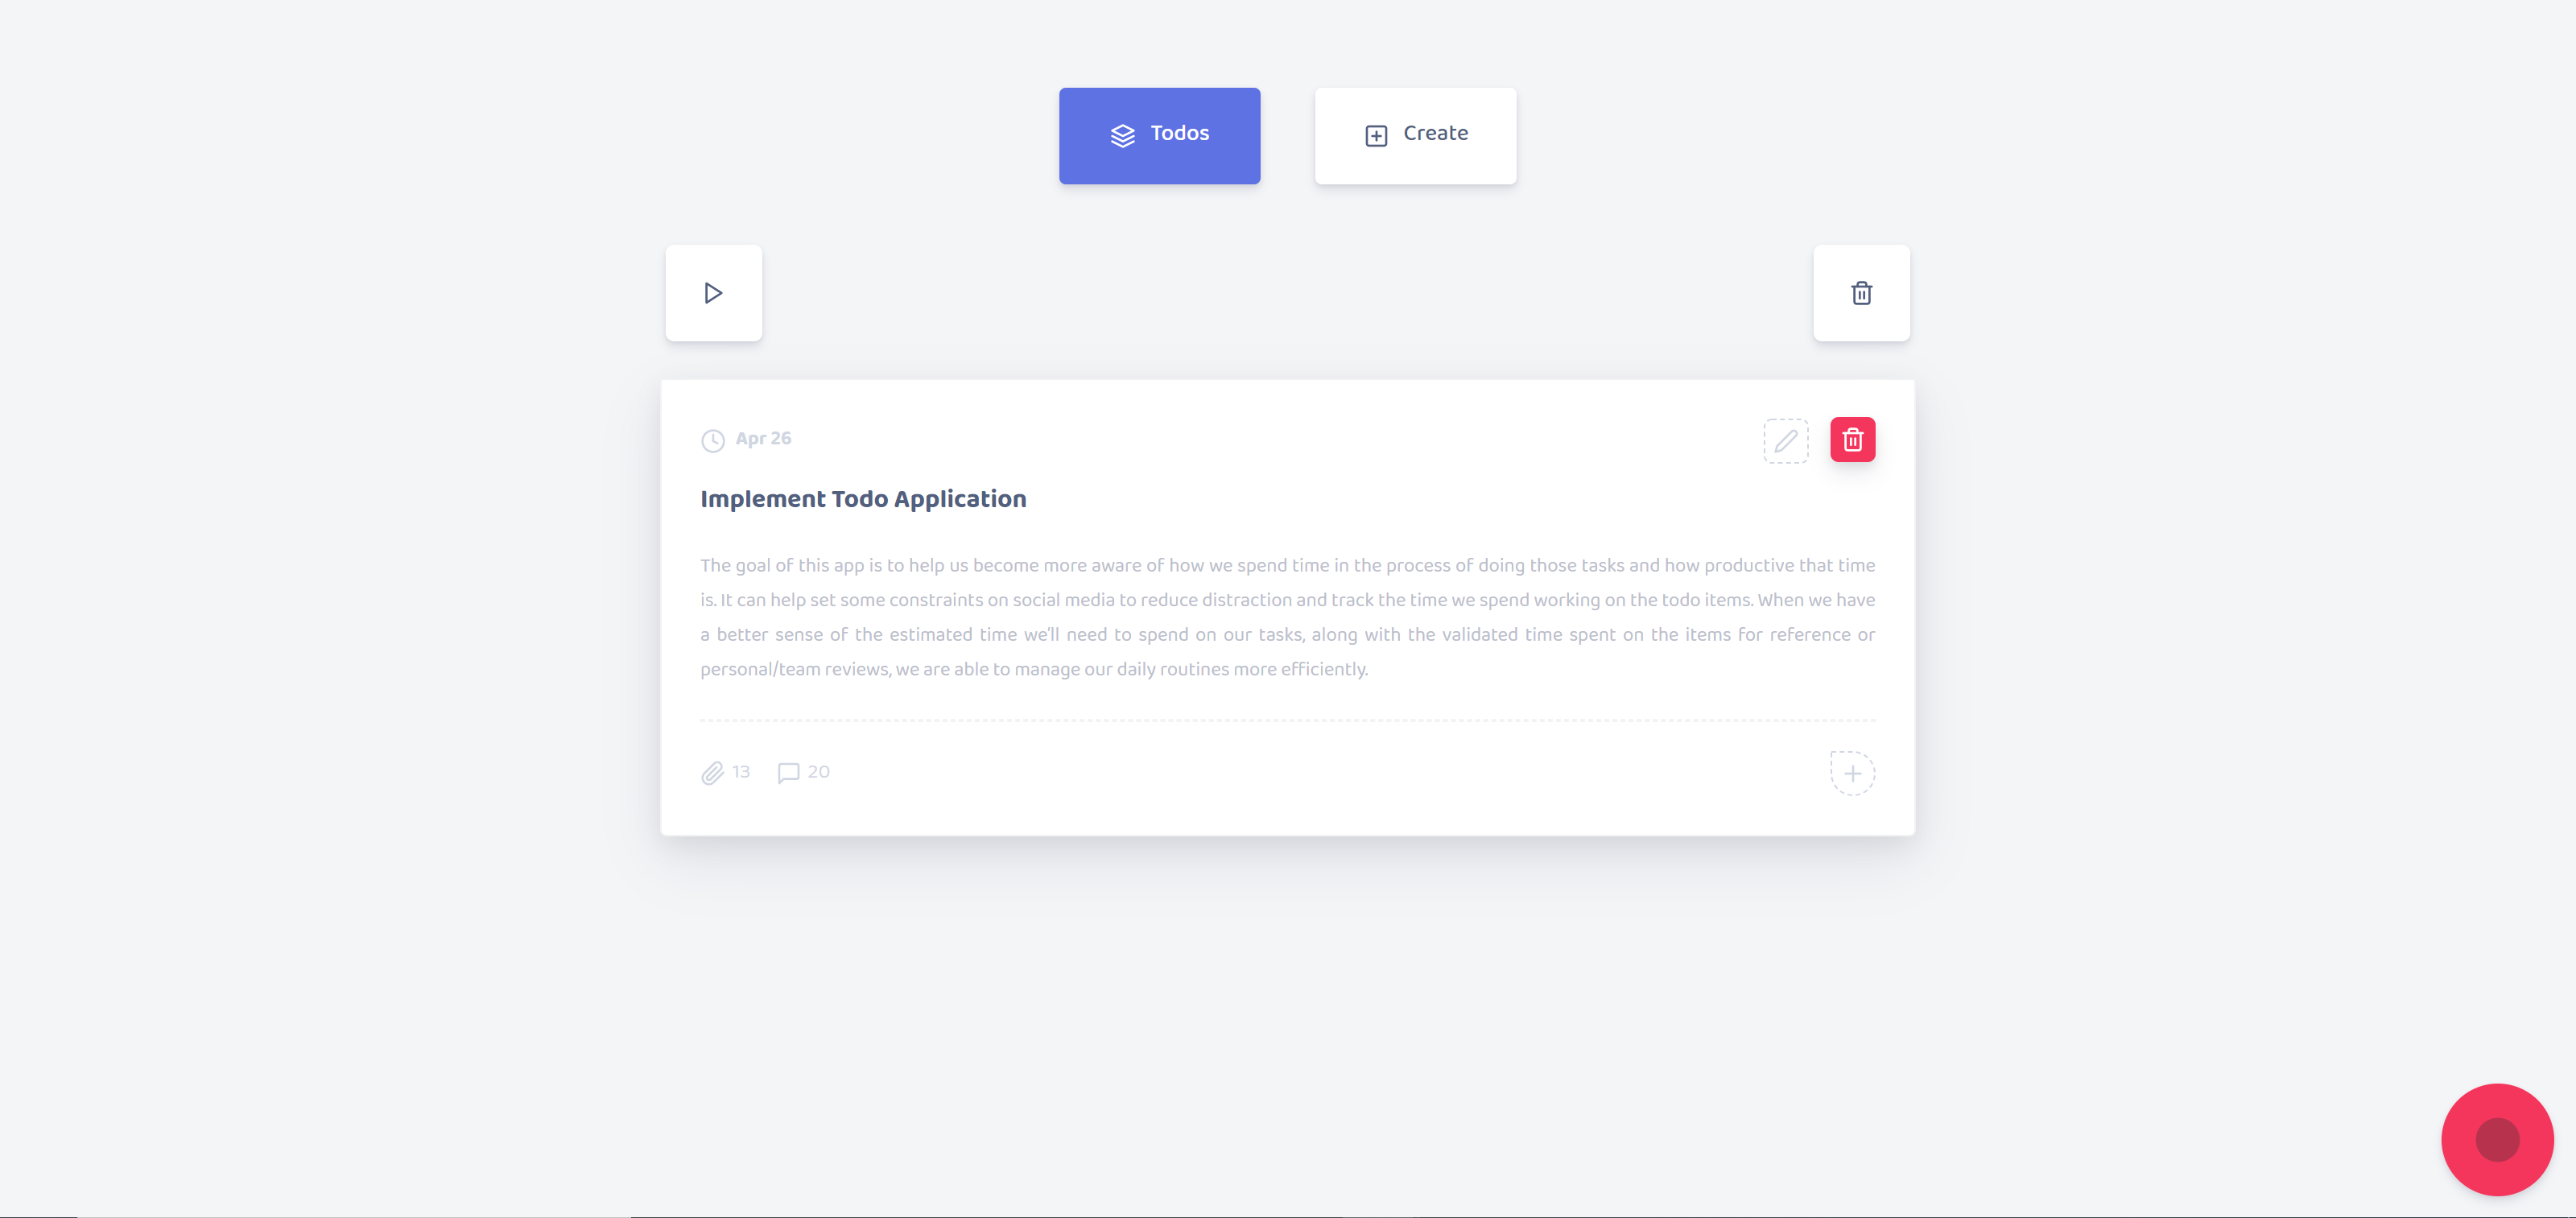 Todos
Create
Apr 26
Implement Todo Application
The goal of this app is to help us become more aware of how we spend time in the process of doing those tasks and how productive that time
is. It can help set some constraints on social media to reduce distraction and track the time we spend working on the todo items. When we have
a better sense of the estimated time we'll need to spend on our tasks, along with the validated time spent on the items for reference or
personal/team reviews, we are able to manage our daily routines more efficiently.
13
20